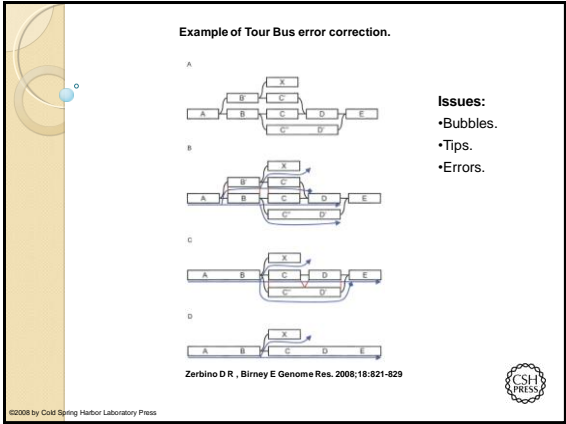 Example of Tour Bus error correction.
A
X
B' C'
A B C D E
C'' D'
B
X
B' C'
A B C D E
C'' D'
C
X
A B C D E
C'' D'
D
X
A B C D E
Issues:
•Bubbles.
•Tips.
•Errors.
Zerbino D R , Birney E Genome Res. 2008;18:821-829
CSH
PRESS
©2008 by Cold Spring Harbor Laboratory Press